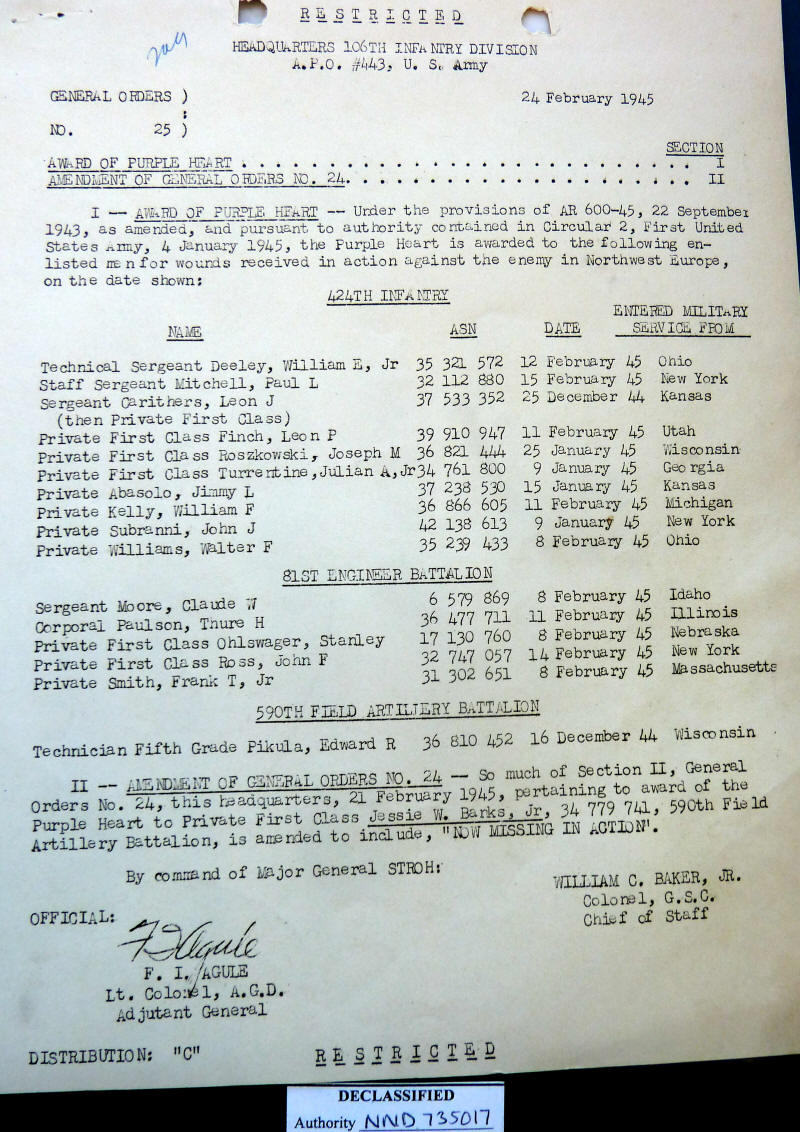 RESTRICTED
HEADQUARTERS 106TH INFANTRY DIVISION
A.P.O. #443, U. S. Army
GENERAL ORDERS ) 24 February 1945
:
NO. 25 )
SECTION
AWARD OF PURPLE HEART . . . . . . . . . . . . . . . . . . . . . . . . . . . . I
AMENDMENT OF GENERAL ORDERS NO. 24. . . . . . . . . . . . . . . . . . . . . . II
I -- AWARD OF PURPLE HEART -- Under the provisions of AR 600-45, 22 September
1943, as amended, and pursuant to authority contained in Circular 2, First United
States Army, 4 January 1945, the Purple Heart is awarded to the following en-
listed men for wounds received in action against the enemy in Northwest Europe,
on the date shown:
424TH INFANTRY
ENTERED MILITARY
NAME ASN DATE SERVICE FROM
Technical Sergeant Deeley, William E, Jr 35 321 572 12 February 45 Ohio
Staff Sergeant Mitchell, Paul L 32 112 880 15 February 45 New York
Sergeant Carithers, Leon J 37 533 352 25 December 44 Kansas
(then Private First Class)
Private First Class Finch, Leon P 39 910 947 11 February 45 Utah
Private First Class Roszkowski, Joseph M 36 821 444 25 January 45 Wisconsin
Private First Class Turrentine,Julian A,Jr34 761 800 9 January 45 Georgia
Private Abasolo, Jimmy L 37 238 530 15 January 45 Kansas
Private Kelly, William F 36 866 605 11 February 45 Michigan
Private Subranni, John J 42 138 613 9 January 45 New York
Private Williams, Walter F 35 239 433 8 February 45 Ohio
81ST ENGINEER BATTALION
Sergeant Moore, Claude W 6 579 869 8 February 45 Idaho
Corporal Paulson, Thure H 36 477 711 11 February 45 Illinois
Private First Class Ohlswager, Stanley 17 130 760 8 February 45 Nebraska
Private First Class Ross, John F 32 747 057 14 February 45 New York
Private Smith, Frank T, Jr 31 302 651 8 February 45 Massachusetts
590TH FIELD ARTILLERY BATTALION
Technician Fifth Grade Pikula, Edward R 36 810 452 16 December 44 Wisconsin
II -- AMENDMENT OF GENERAL ORDERS NO. 24 -- So much of Section II, General
Orders No. 24, this headquarters, 21 February 1945, pertaining to award of the
Purple Heart to Private First Class Jessie W. Barks, Jr, 34 779 741, 590th Field
Artillery Battalion, is amended to include, "NOW MISSING IN ACTION'.
By command of Major General STROH:
WILLIAM C. BAKER, JR.
Colonel, G.S.C.
Chief of Staff
OFFICIAL:
F I Agule
F. I. AGULE
Lt. Colonel, A.G.D.
Adjutant General
DISTRIBUTION: "C"
RESTRICTED
DECLASSIFIED
Authority NND 735017